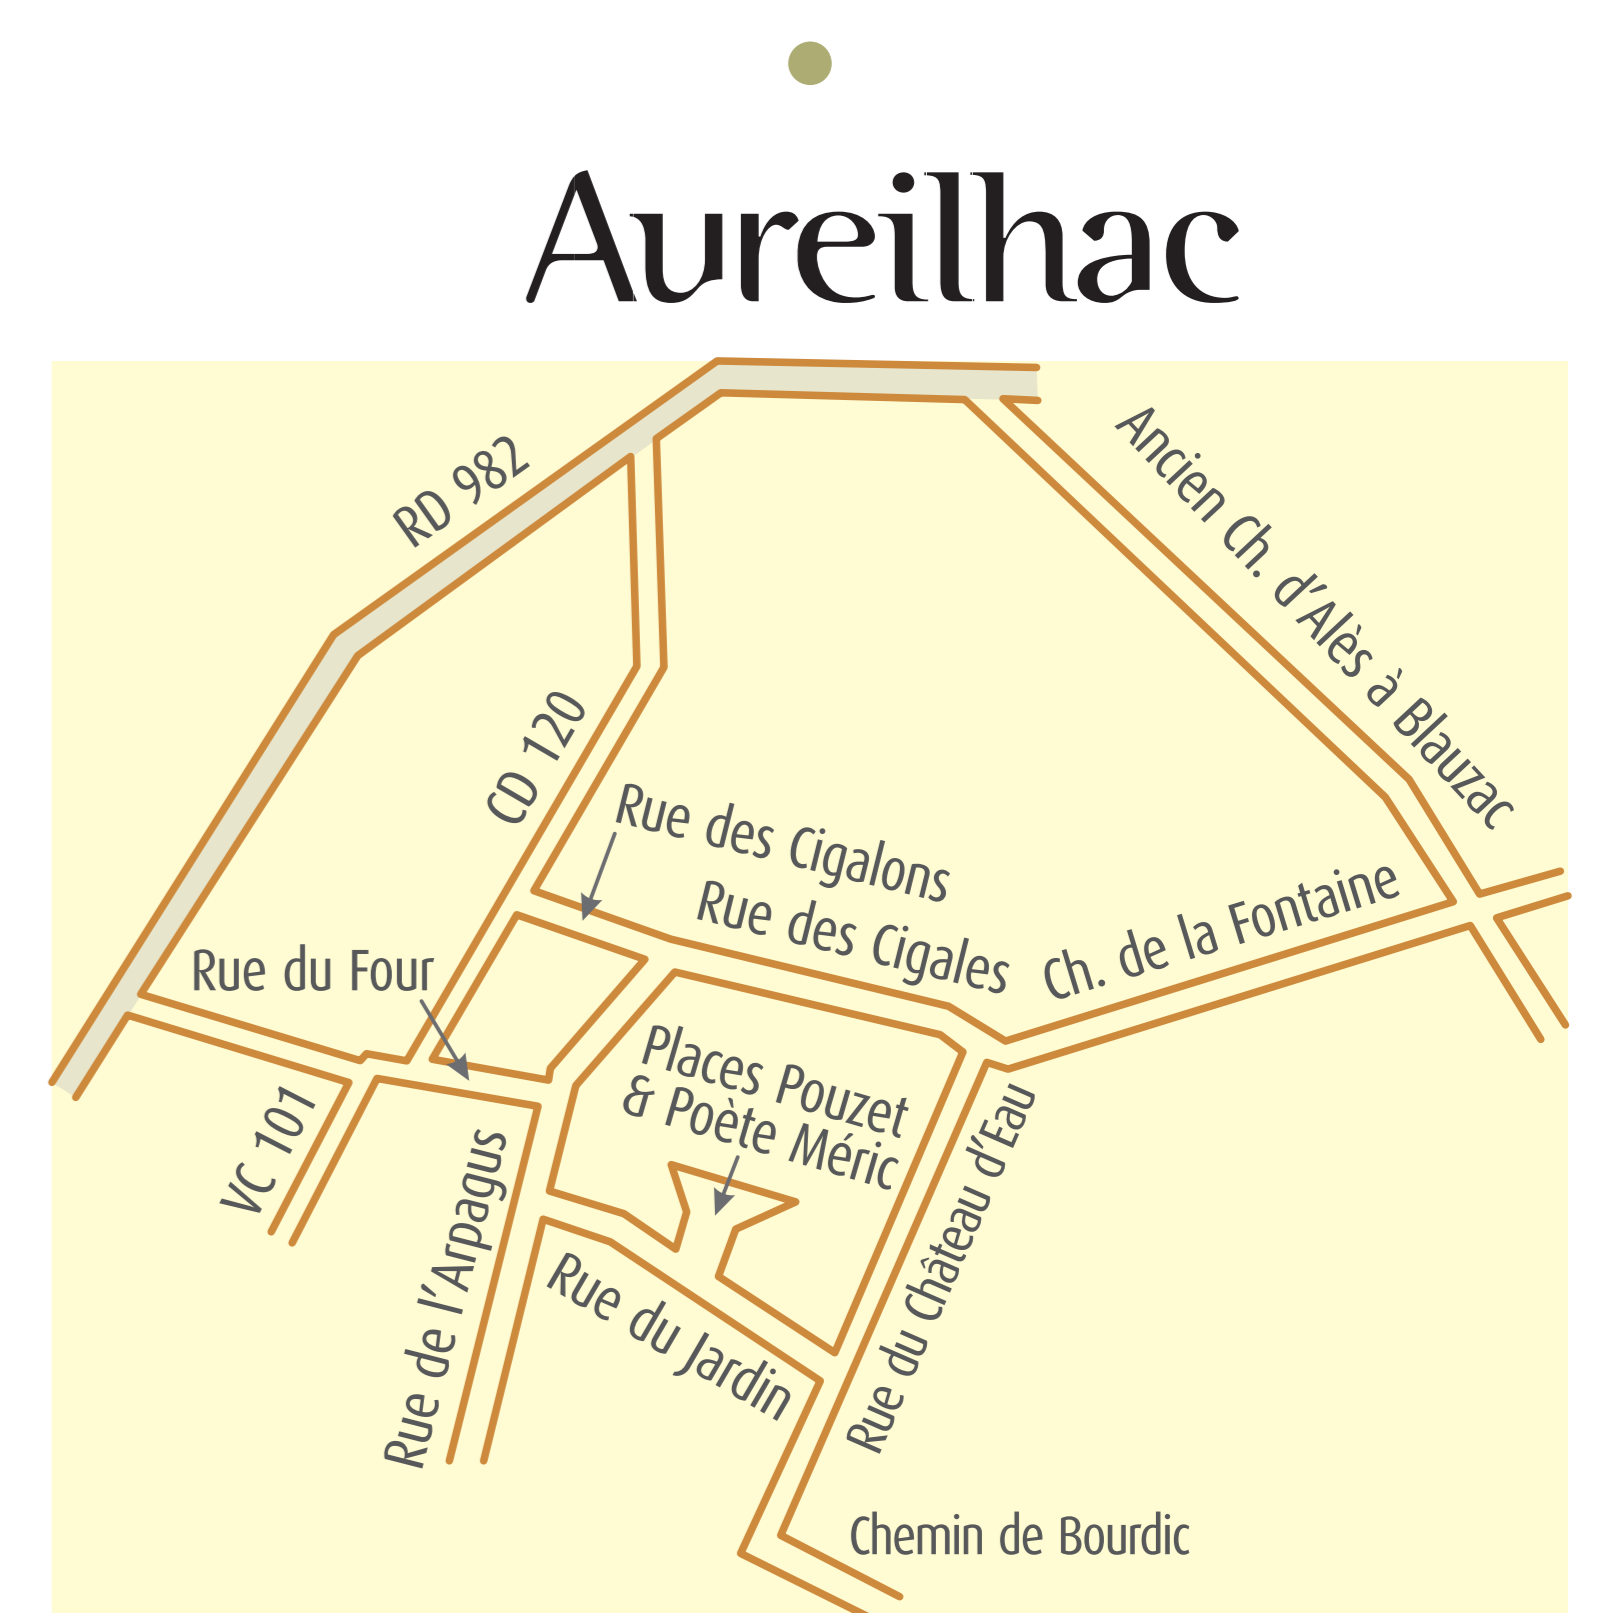 Aureilhac
RD 982
Ancien Ch. d'Alès à Blauzac
CD 120
Rue des Cigalons
Rue des Cigales
Ch. de la Fontaine
Rue du Four
Places Pouzet
& Poète Méric
VC 101
Rue de l'Arpagus
Rue du Château d'Eau
Rue du Jardin
Chemin de Bourdic